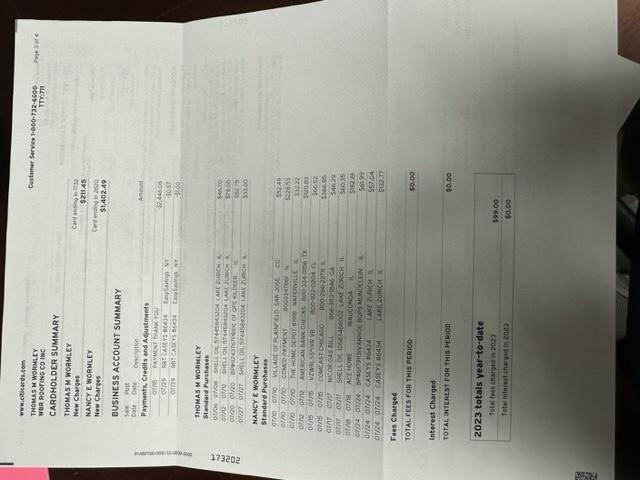 www.citicards.com
Customer Service 1-800-732-6000
TTY:711
Page 3 of 4
THOMAS M WORMLEY
WBR ROOFING CO INC
CARDHOLDER SUMMARY
THOMAS M WORMLEY
New Charges
Card ending in 1732
$211.45
NANCY E WORMLEY
New Charges
Card ending in 2620
$1,402.49
BUSINESS ACCOUNT SUMMARY
Sale Post
Date Date Description Amount
Payments, Credits and Adjustments
07/15 PAYMENT THANK YOU -$2,446.06
07/29 RBT CASEYS #6434 EasySavings NY -$0.57
07/29 RBT CASEYS #6434 EasySavings NY -$1.00
THOMAS M WORMLEY
Standard Purchases
07/06 07/06 SHELL OIL 57445843204 LAKE ZURICH IL $46.70
07/12 07/12 SHELL OIL 57445843204 LAKE ZURICH IL $79.00
07/20 07/20 BP#9243767PRIDE OF QPS KILDEER IL $52.75
07/27 07/27 SHELL OIL 57445843204 LAKE ZURICH IL $33.00
NANCY E WORMLEY
Standard Purchases
07/10 07/10 VILLAGE OF PLAINFIELD SAN JOSE CO $52.49
07/10 07/10 COMED PAYMENT 8003347661 IL $228.53
07/10 07/10 THE HOME DEPOT #1918 NAPERVILLE IL $32.22
07/12 07/12 AMERICAN BANK CHECKS 800-334-0156 TX $120.83
07/15 07/15 VZWRLSS*IVR VB 800-922-0204 FL $60.52
07/15 07/15 COMCAST CHICAGO 800-266-2278 IL $366.85
07/17 07/17 NICOR GAS BILL 866-383-1846 GA $46.29
07/17 07/17 SHELL OIL 12683466002 LAKE ZURICH IL $60.35
07/18 07/18 ACE HOWE WAUCONDA IL $182.61
07/24 07/24 BP#6179131IVANHOE BQPS MUNDELEIN IL $61.99
07/24 07/24 CASEYS #6434 LAKE ZURICH IL $57.04
07/24 07/24 CASEYS #6434 LAKE ZURICH IL $132.77
Fees Charged
TOTAL FEES FOR THIS PERIOD $0.00
Interest Charged
TOTAL INTEREST FOR THIS PERIOD $0.00
2023 totals year-to-date
Total fees charged in 2023 $99.00
Total interest charged in 2023 $0.00
173202